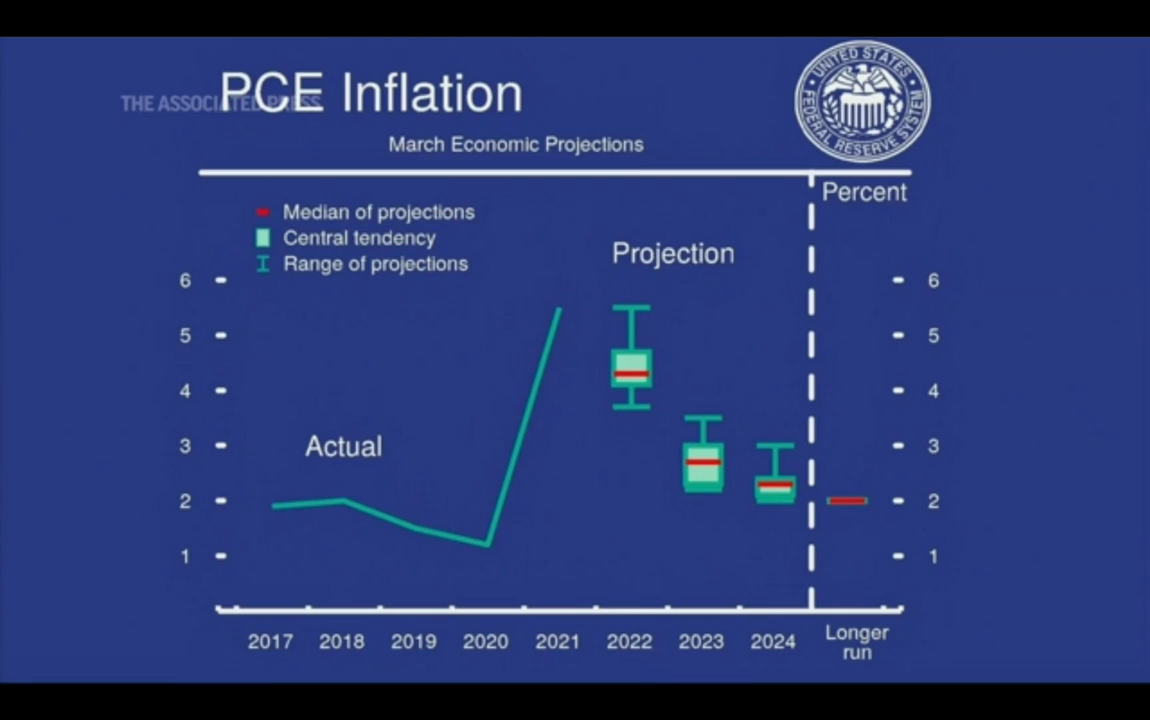 PCE Inflation
THE ASSOCIATED PRESS
UNITED STATES
FEDERAL RESERVE SYSTEM
March Economic Projections
Percent
Median of projections
Central tendency
Range of projections
Projection
Actual
6 6
5 5
4 4
3 3
2 2
1 1
2017 2018 2019 2020 2021 2022 2023 2024 Longer
run